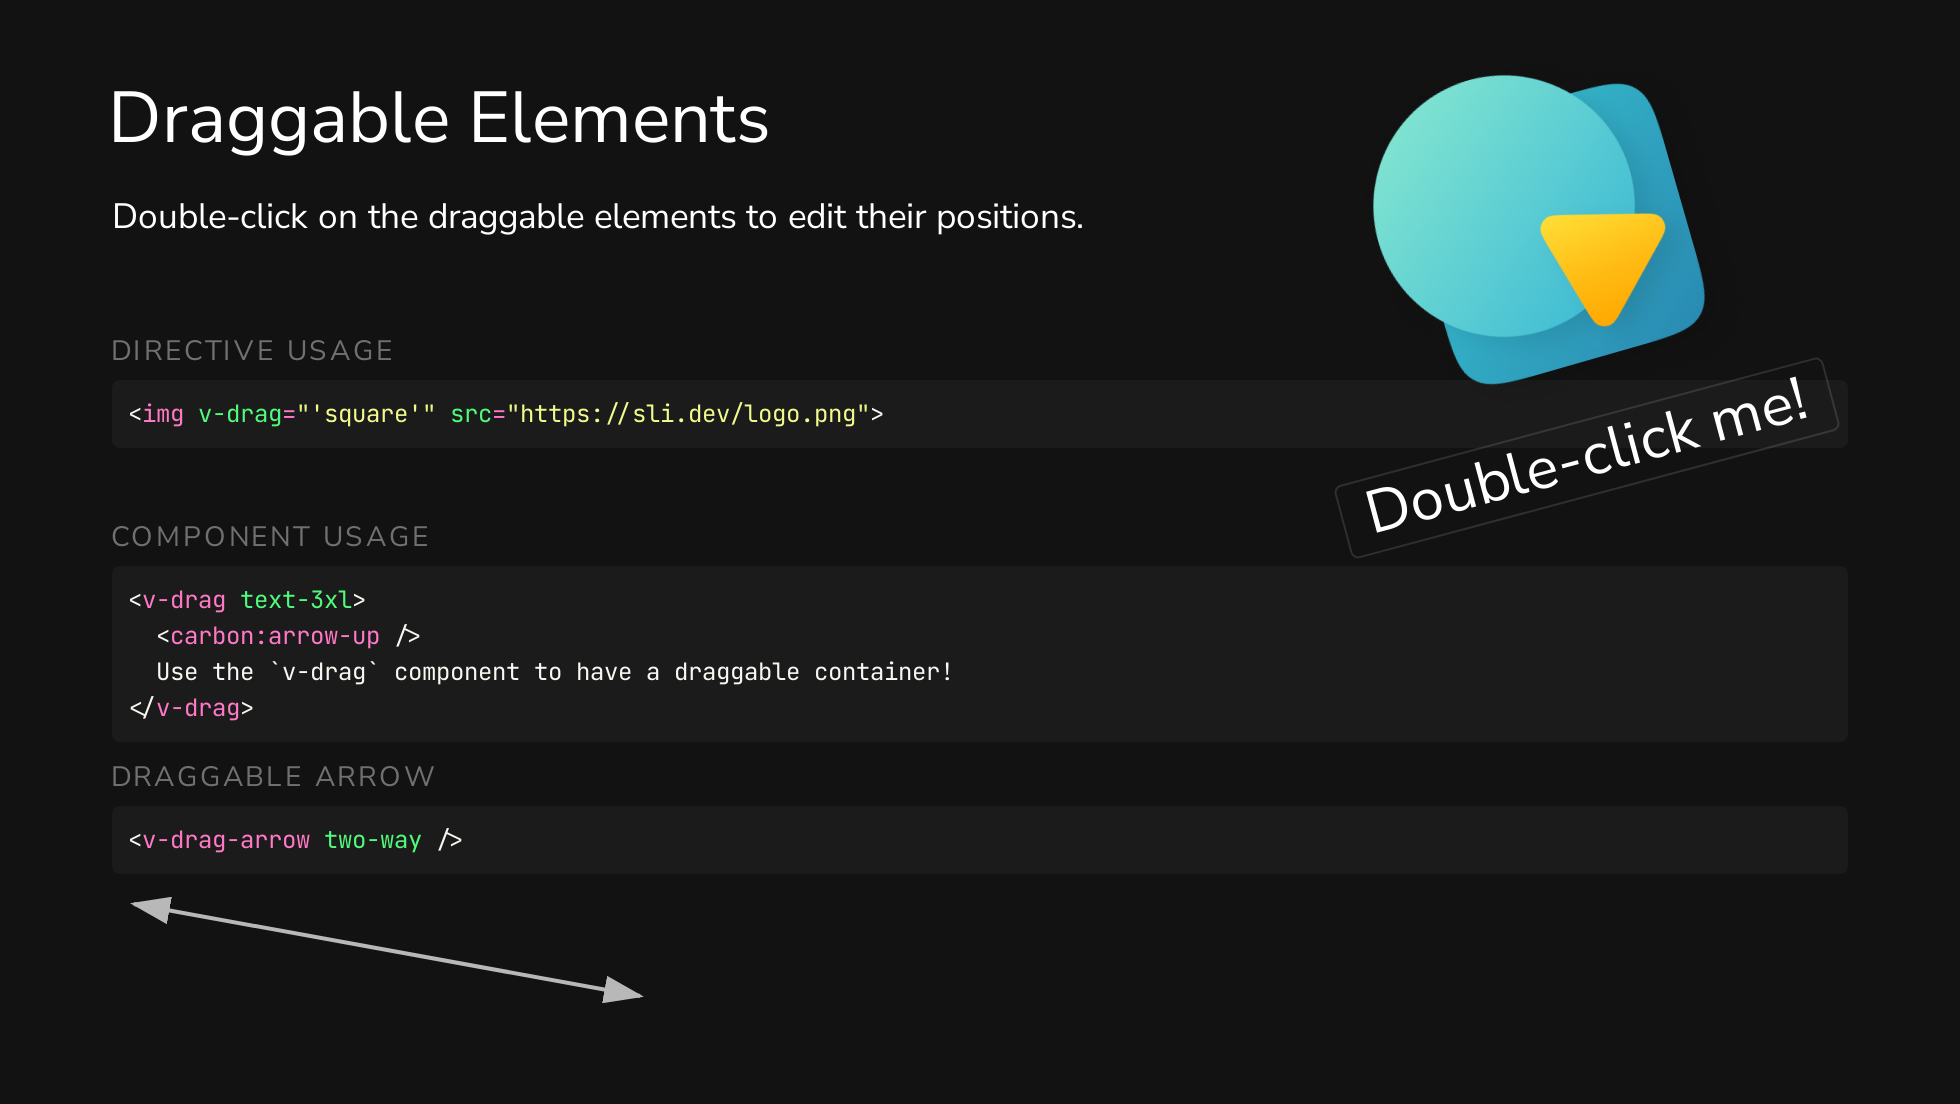 Draggable Elements
Double-click on the draggable elements to edit their positions.
DIRECTIVE USAGE
<img v-drag="'square'" src="https://sli.dev/logo.png">
Double-click me!
COMPONENT USAGE
<v-drag text-3xl>
  <carbon:arrow-up />
  Use the `v-drag` component to have a draggable container!
</v-drag>
DRAGGABLE ARROW
<v-drag-arrow two-way />